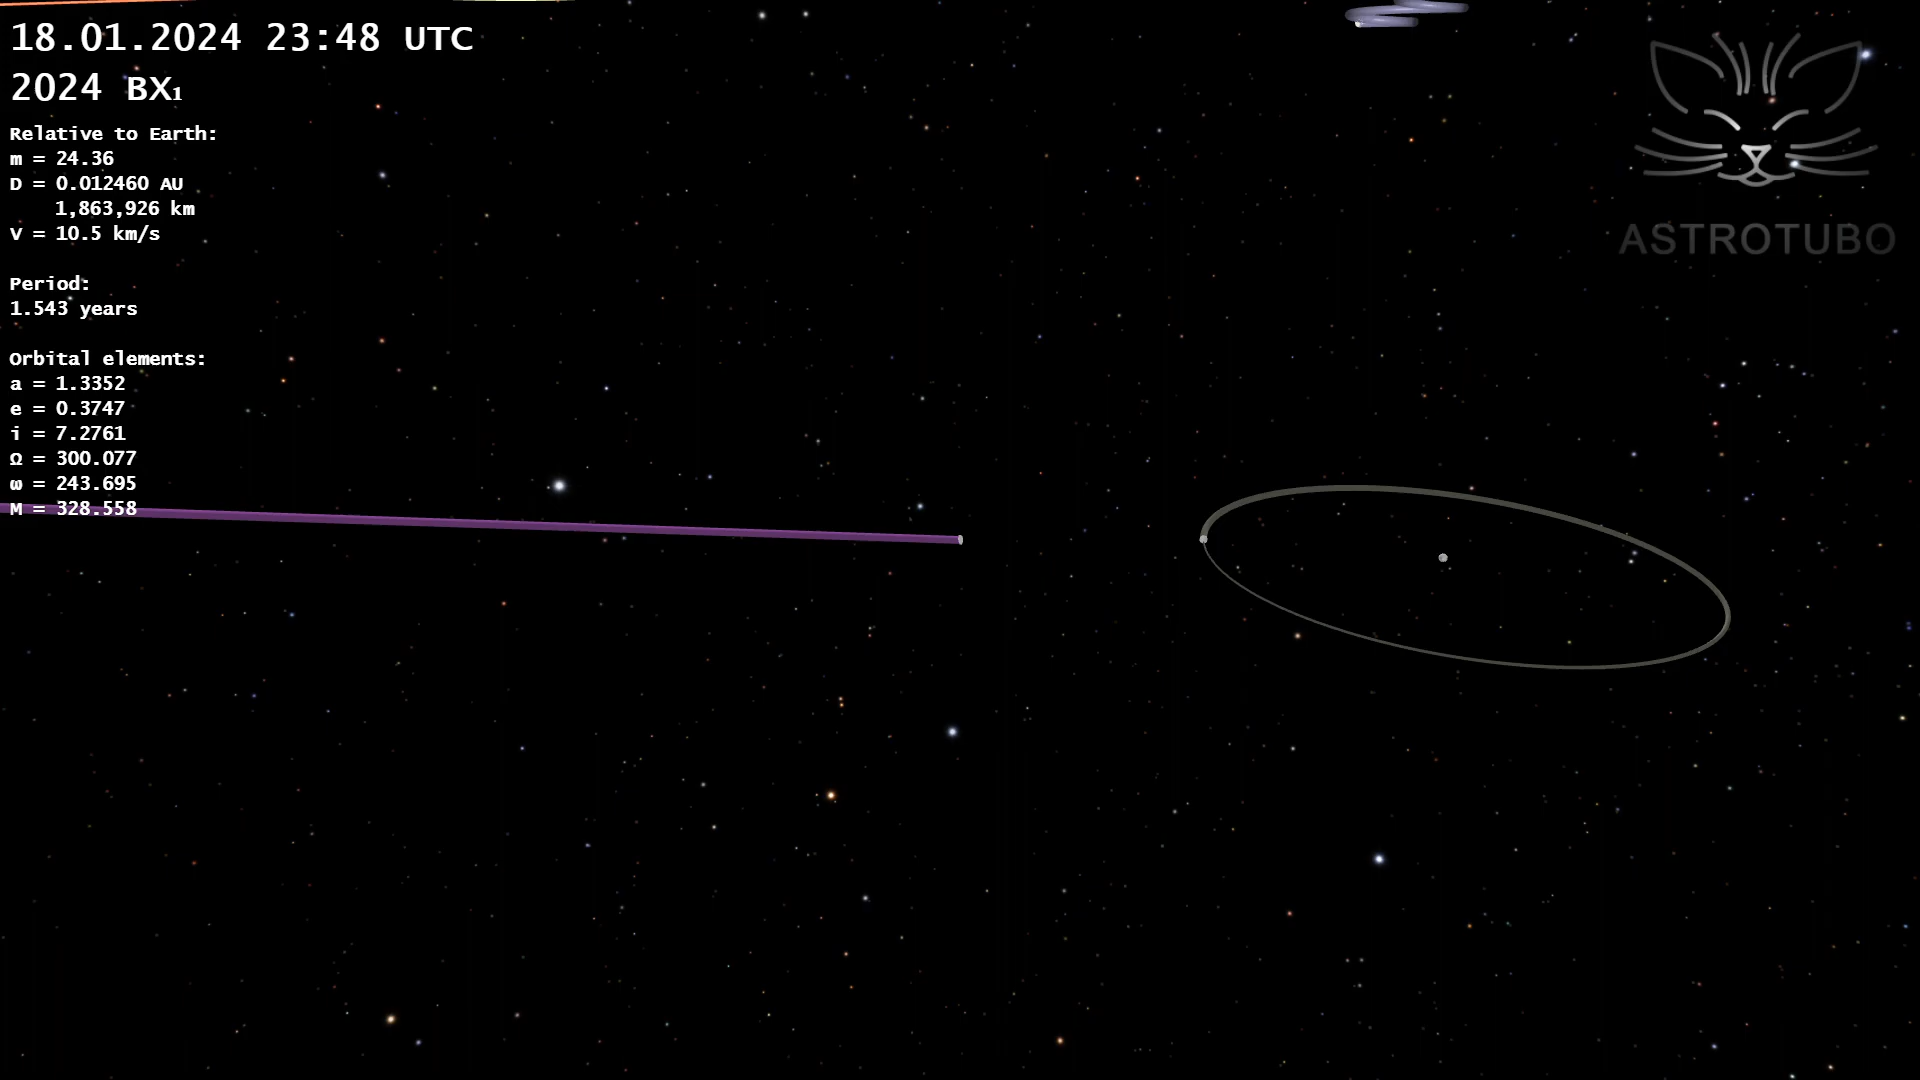 18.01.2024 23:48 UTC
2024 BX₁
Relative to Earth:
m = 24.36
D = 0.012460 AU
1,863,926 km
V = 10.5 km/s
Period:
1.543 years
Orbital elements:
a = 1.3352
e = 0.3747
i = 7.2761
Ω = 300.077
ω = 243.695
M = 328.558
ASTROTUBO